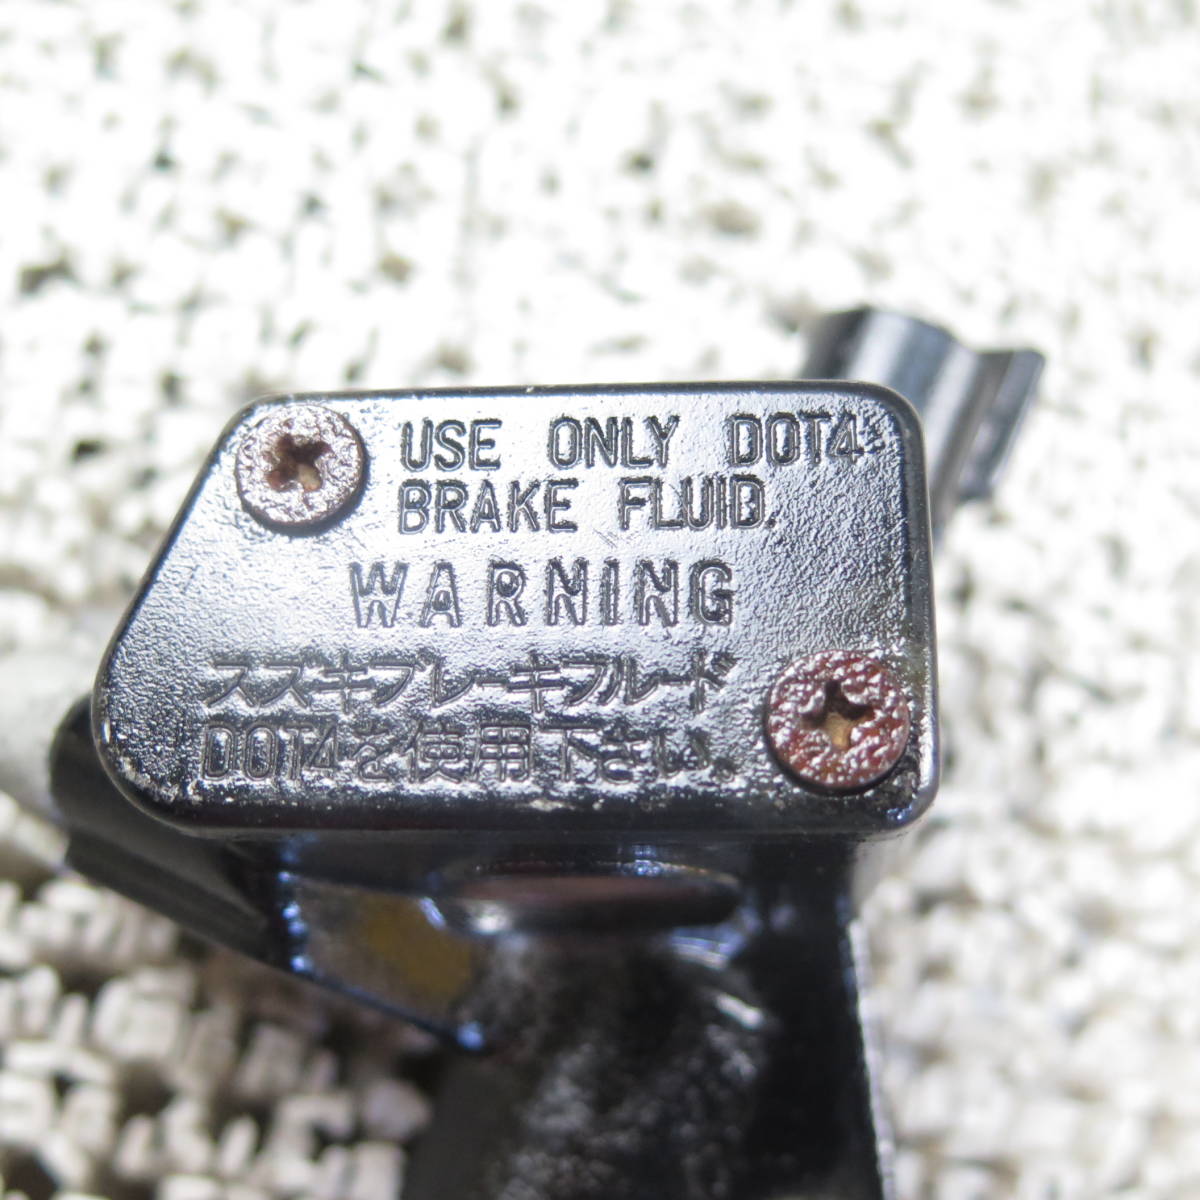 USE ONLY DOT4
BRAKE FLUID.
WARNING
スズキブレーキフルード
DOT4を使用下さい。